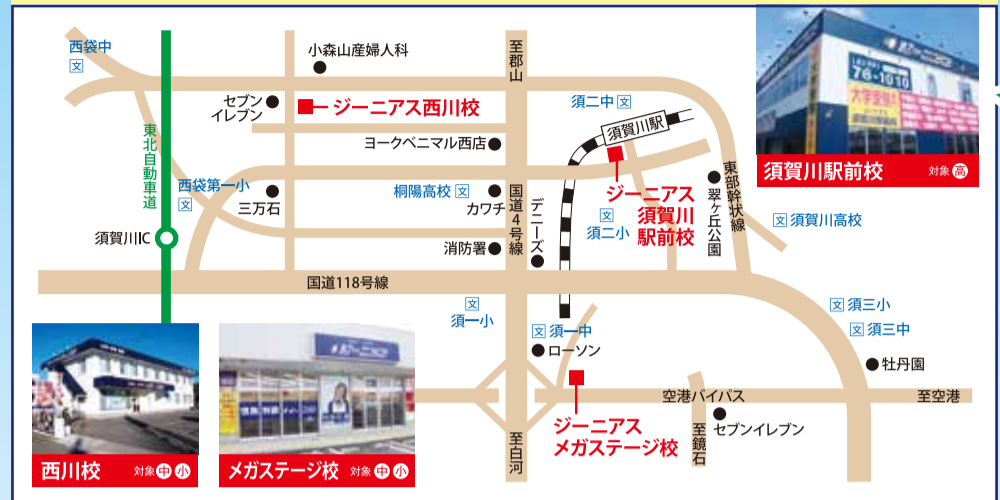 西袋中
文
小森山産婦人科
至郡山
セブン
イレブン
ジーニアス西川校
須二中 文
須賀川駅
76-1010
大学受験
須賀川駅前校
対象 高
東北自動車道
ヨークベニマル西店
西袋第一小
文
三万石
桐陽高校 文
カワチ
国道4号線
デニーズ
ジーニアス
須賀川
駅前校
文
須二小
翠ヶ丘公園
東部幹状線
文 須賀川高校
須賀川IC
消防署
国道118号線
文
須一小
文 須一中
ローソン
文 須三小
文 須三中
牡丹園
空港バイパス
至空港
ジーニアス
メガステージ校
至白河
至鏡石
セブンイレブン
西川校
対象 中 小
メガステージ校
対象 中 小